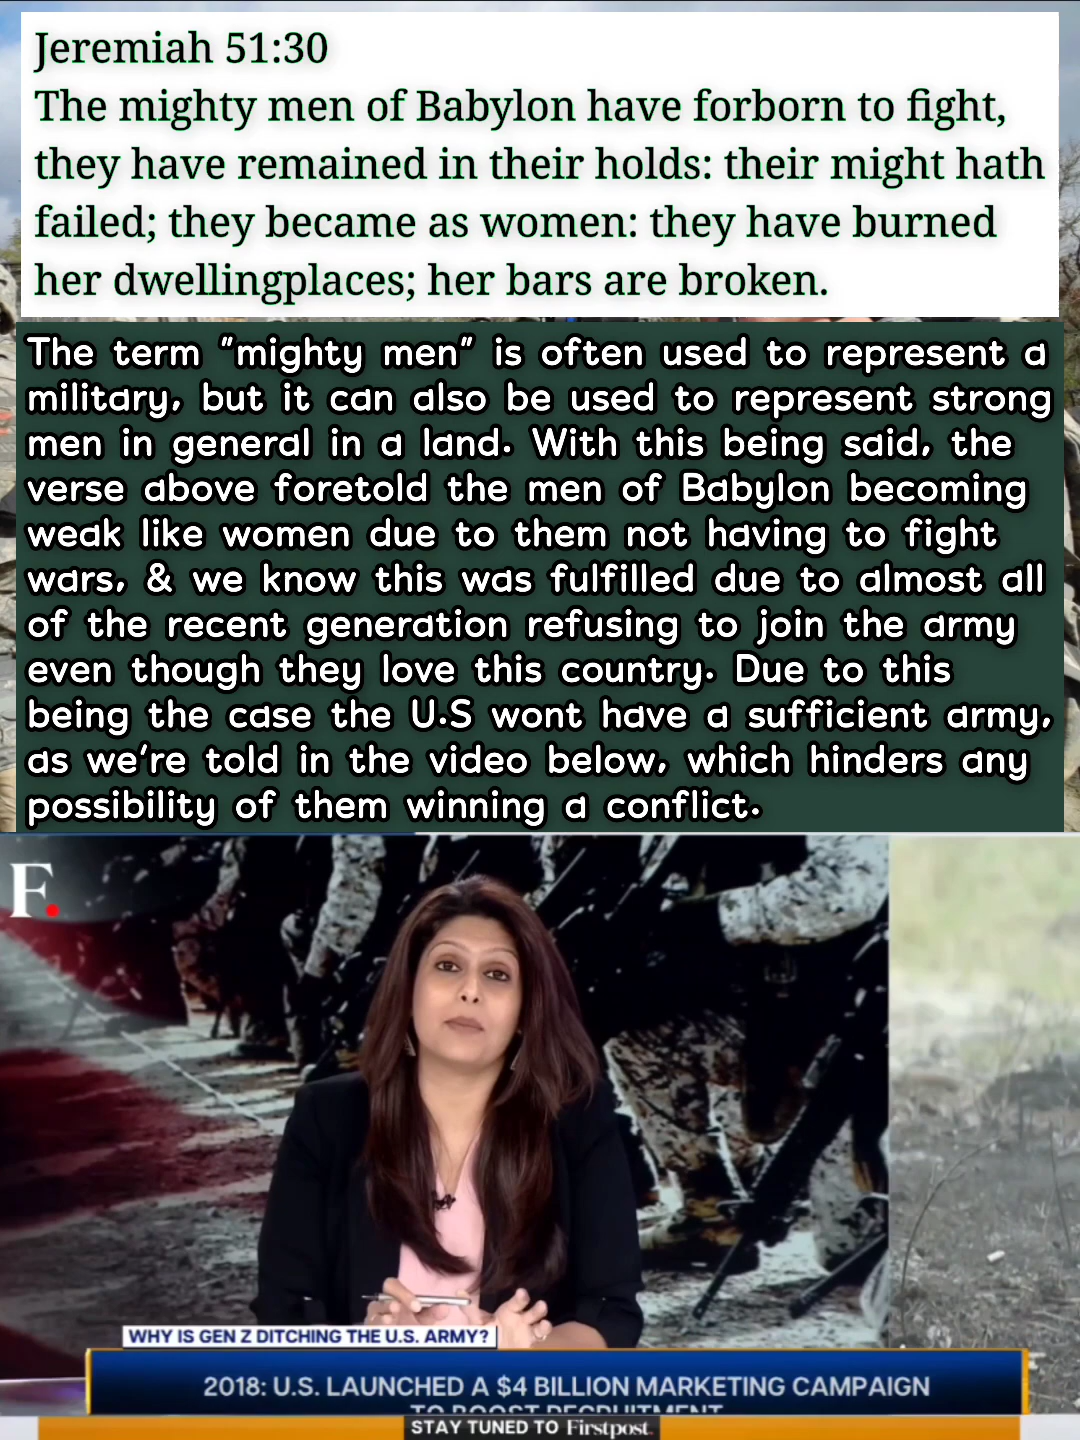 Jeremiah 51:30
The mighty men of Babylon have forborn to fight,
they have remained in their holds: their might hath
failed; they became as women: they have burned
her dwellingplaces; her bars are broken.
The term "mighty men" is often used to represent a
military, but it can also be used to represent strong
men in general in a land. With this being said, the
verse above foretold the men of Babylon becoming
weak like women due to them not having to fight
wars, & we know this was fulfilled due to almost all
of the recent generation refusing to join the army
even though they love this country. Due to this
being the case the U.S wont have a sufficient army,
as we're told in the video below, which hinders any
possibility of them winning a conflict.
F.
WHY IS GEN Z DITCHING THE U.S. ARMY?
2018: U.S. LAUNCHED A $4 BILLION MARKETING CAMPAIGN
TO BOOST RECRUITMENT
STAY TUNED TO Firstpost.